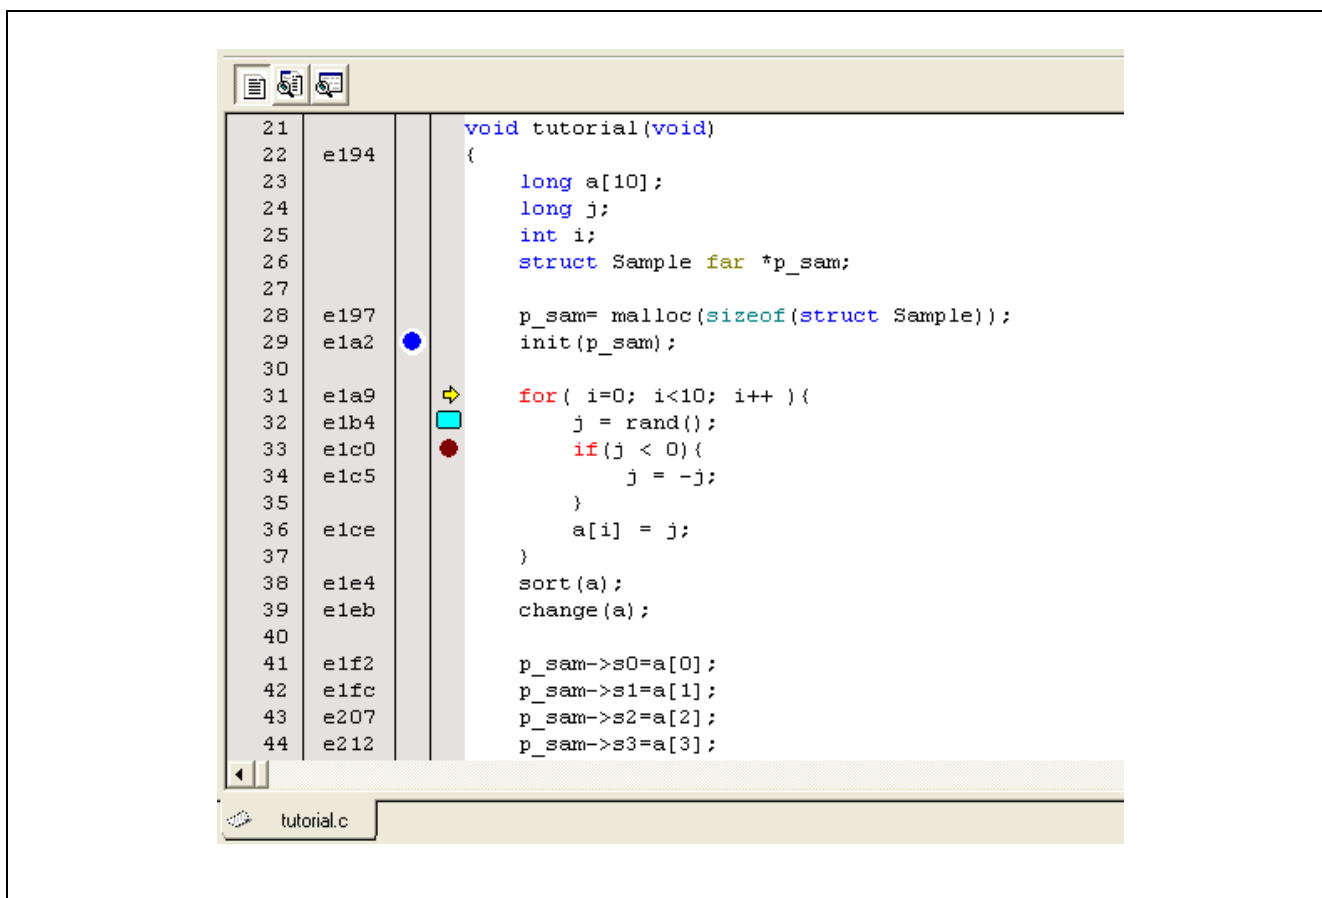 21 void tutorial(void)
22 e194 {
23 long a[10];
24 long j;
25 int i;
26 struct Sample far *p_sam;
27
28 e197 p_sam= malloc(sizeof(struct Sample));
29 e1a2 init(p_sam);
30
31 e1a9 for( i=0; i<10; i++ ){
32 e1b4 j = rand();
33 e1c0 if(j < 0){
34 e1c5 j = -j;
35 }
36 e1ce a[i] = j;
37 }
38 e1e4 sort(a);
39 e1eb change(a);
40
41 e1f2 p_sam->s0=a[0];
42 e1fc p_sam->s1=a[1];
43 e207 p_sam->s2=a[2];
44 e212 p_sam->s3=a[3];
tutorial.c